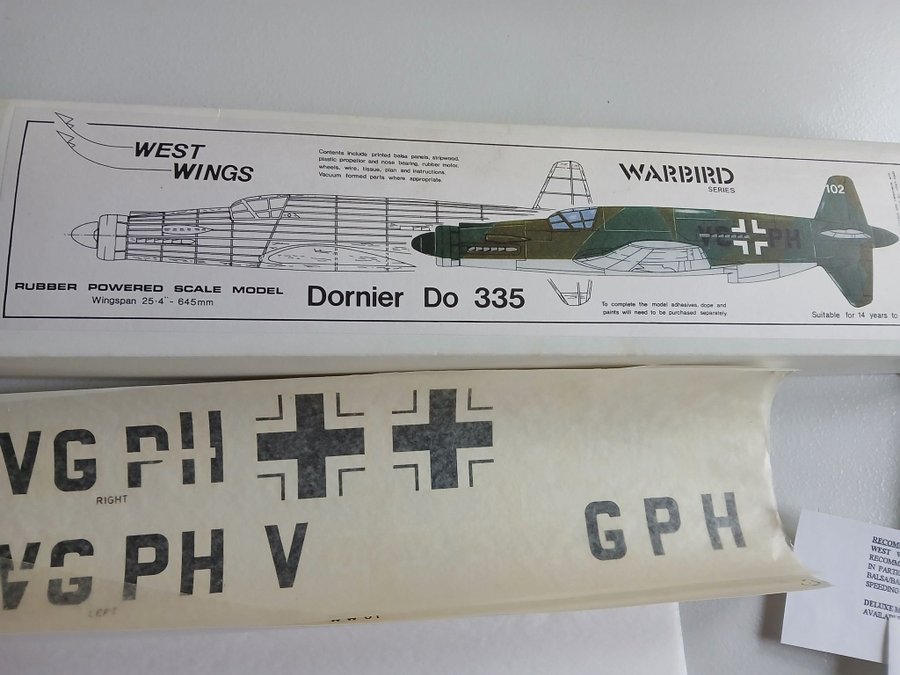 WEST
WINGS
Contents include printed balsa panels, stripwood,
plastic propellor and nose bearing, rubber motor,
wheels, wire, tissue, plan and instructions.
Vacuum formed parts where appropriate.
WARBIRD
SERIES
102
VG PH
RUBBER POWERED SCALE MODEL
Wingspan 25·4" - 645mm
Dornier Do 335
To complete the model adhesives, dope and
paints will need to be purchased separately.
Suitable for 14 years to
VG PH
RIGHT
VG PH V
LEFT
G P H
RECOM
WEST W
RECOMM
IN PARTIC
BALSA/BA
SPEEDING
DELUXE M
AVAILA